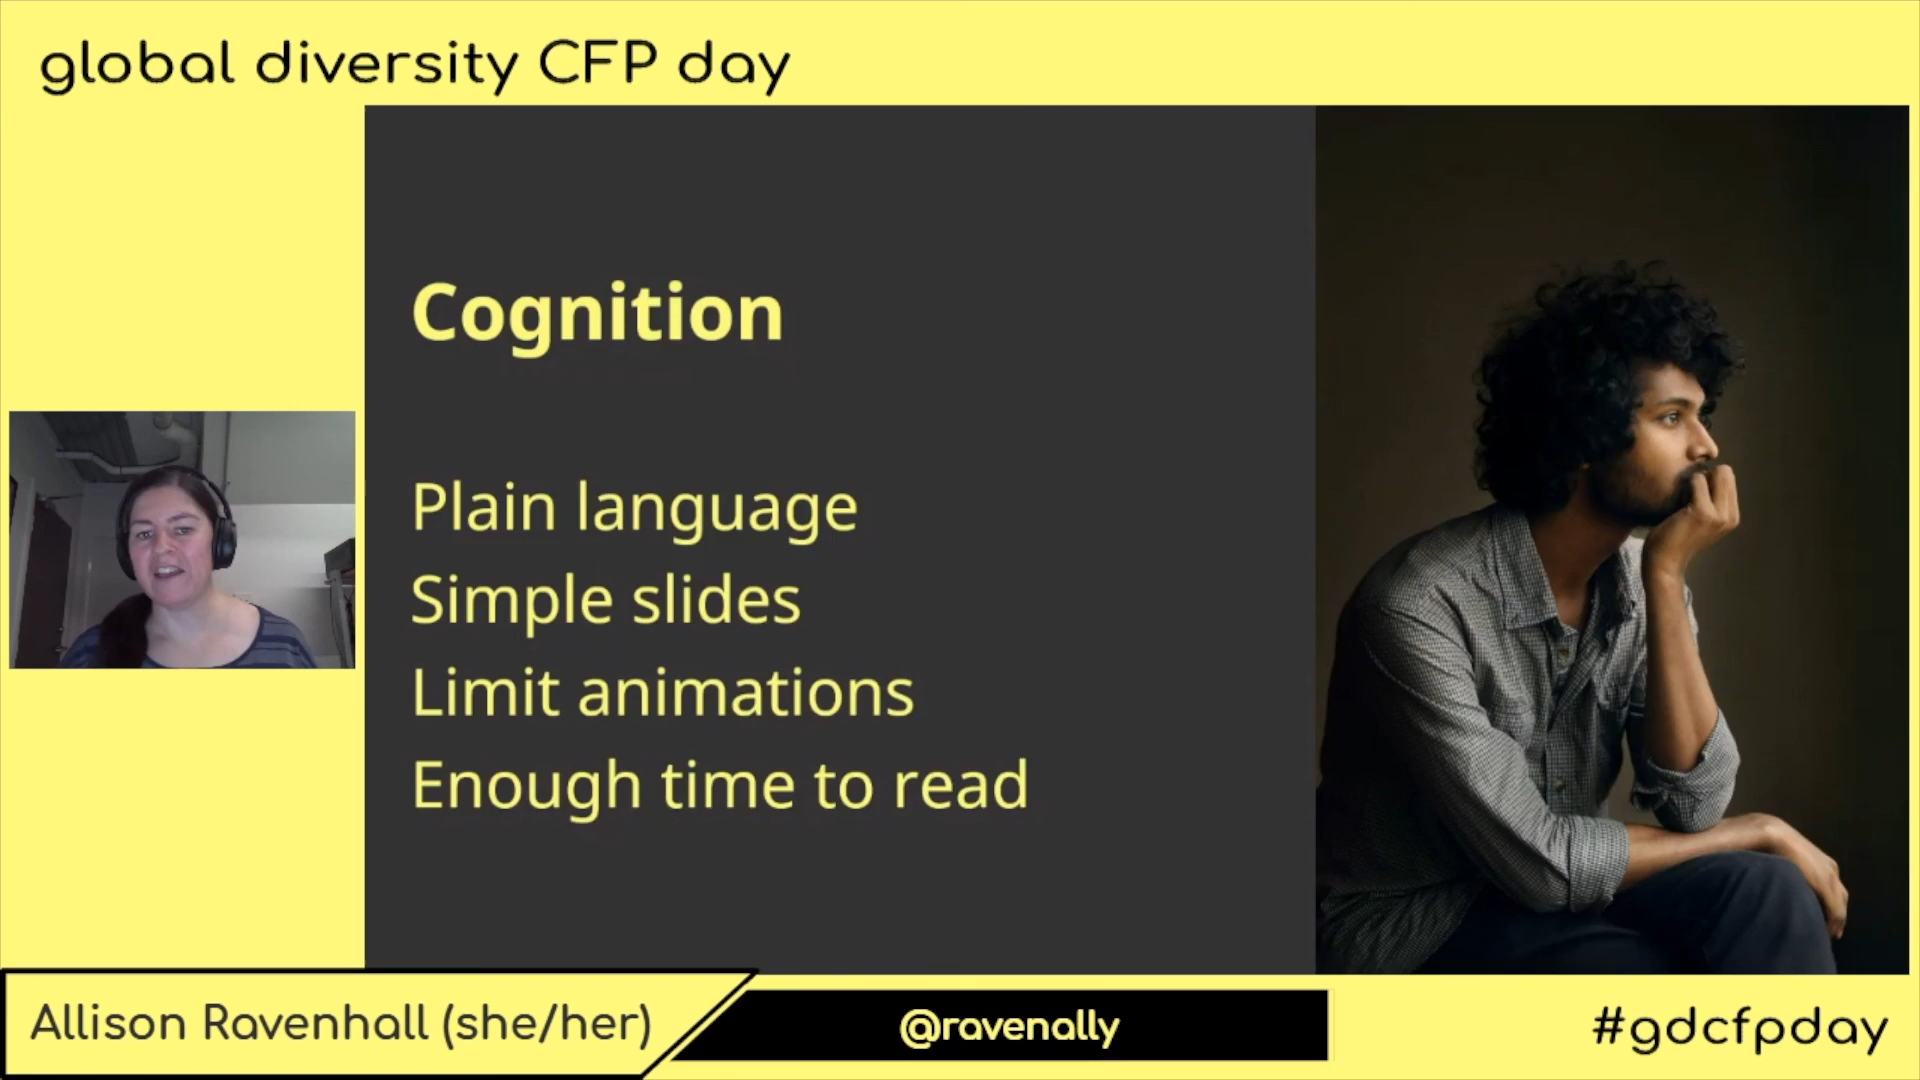 global diversity CFP day
Cognition
Plain language
Simple slides
Limit animations
Enough time to read
Allison Ravenhall (she/her)
@ravenally
#gdcfpday